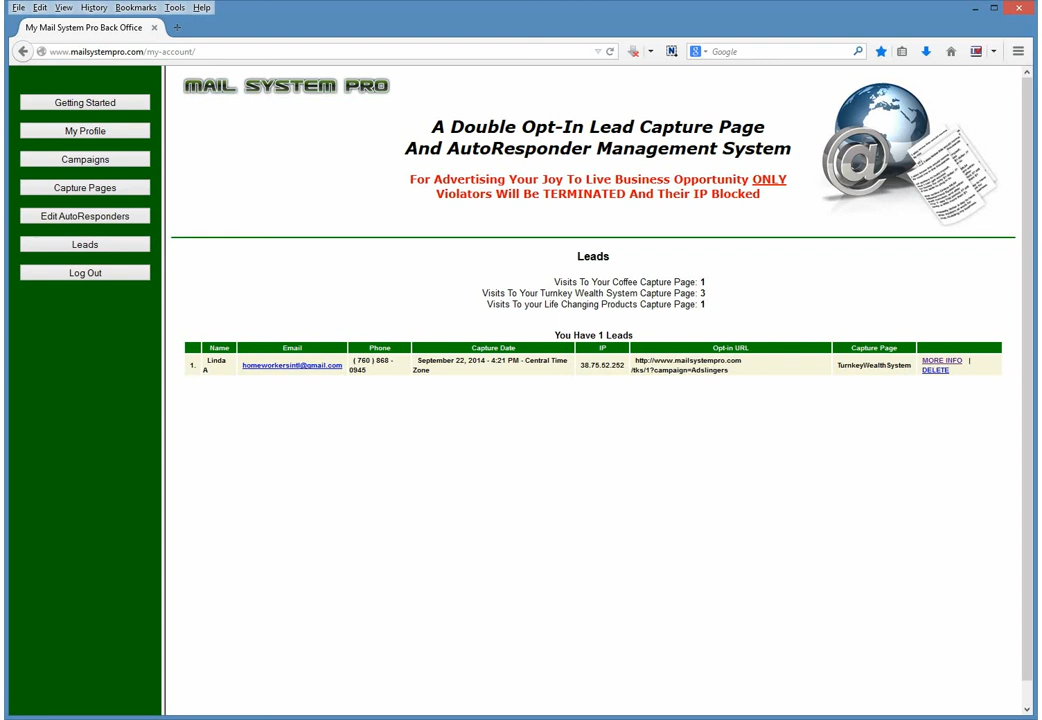 File Edit View History Bookmarks Tools Help
My Mail System Pro Back Office
www.mailsystempro.com/my-account/
Google
MAIL SYSTEM PRO
A Double Opt-In Lead Capture Page
And AutoResponder Management System
For Advertising Your Joy To Live Business Opportunity ONLY
Violators Will Be TERMINATED And Their IP Blocked
Getting Started
My Profile
Campaigns
Capture Pages
Edit AutoResponders
Leads
Log Out
Leads
Visits To Your Coffee Capture Page: 1
Visits To Your Turnkey Wealth System Capture Page: 3
Visits To your Life Changing Products Capture Page: 1
You Have 1 Leads
Name Email Phone Capture Date IP Opt-in URL Capture Page
1. Linda A homeworkersintl@gmail.com ( 760 ) 868 - 0945 September 22, 2014 - 4:21 PM - Central Time Zone 38.75.52.252 http://www.mailsystempro.com /tks/1?campaign=Adslingers TurnkeyWealthSystem MORE INFO | DELETE